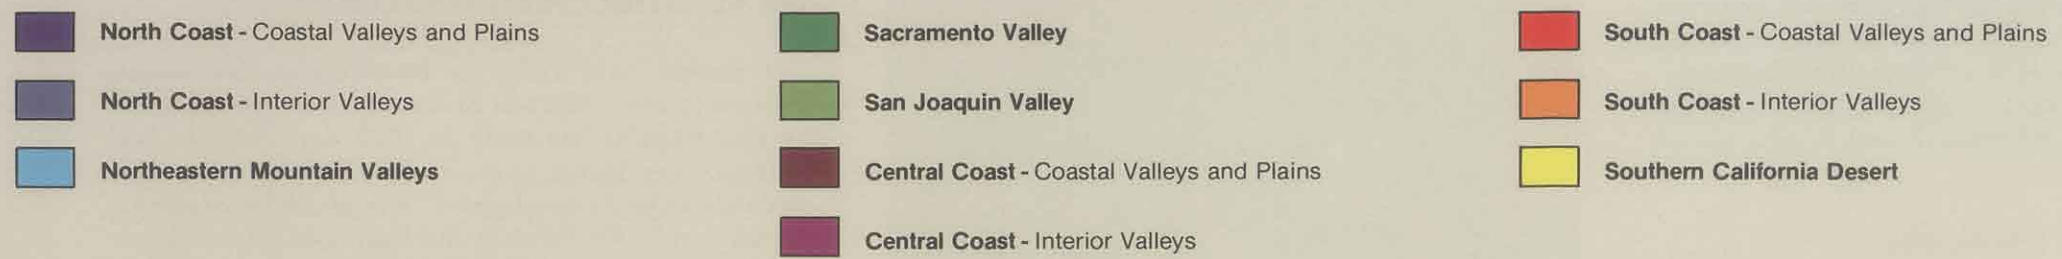 North Coast - Coastal Valleys and Plains
North Coast - Interior Valleys
Northeastern Mountain Valleys
Sacramento Valley
San Joaquin Valley
Central Coast - Coastal Valleys and Plains
Central Coast - Interior Valleys
South Coast - Coastal Valleys and Plains
South Coast - Interior Valleys
Southern California Desert